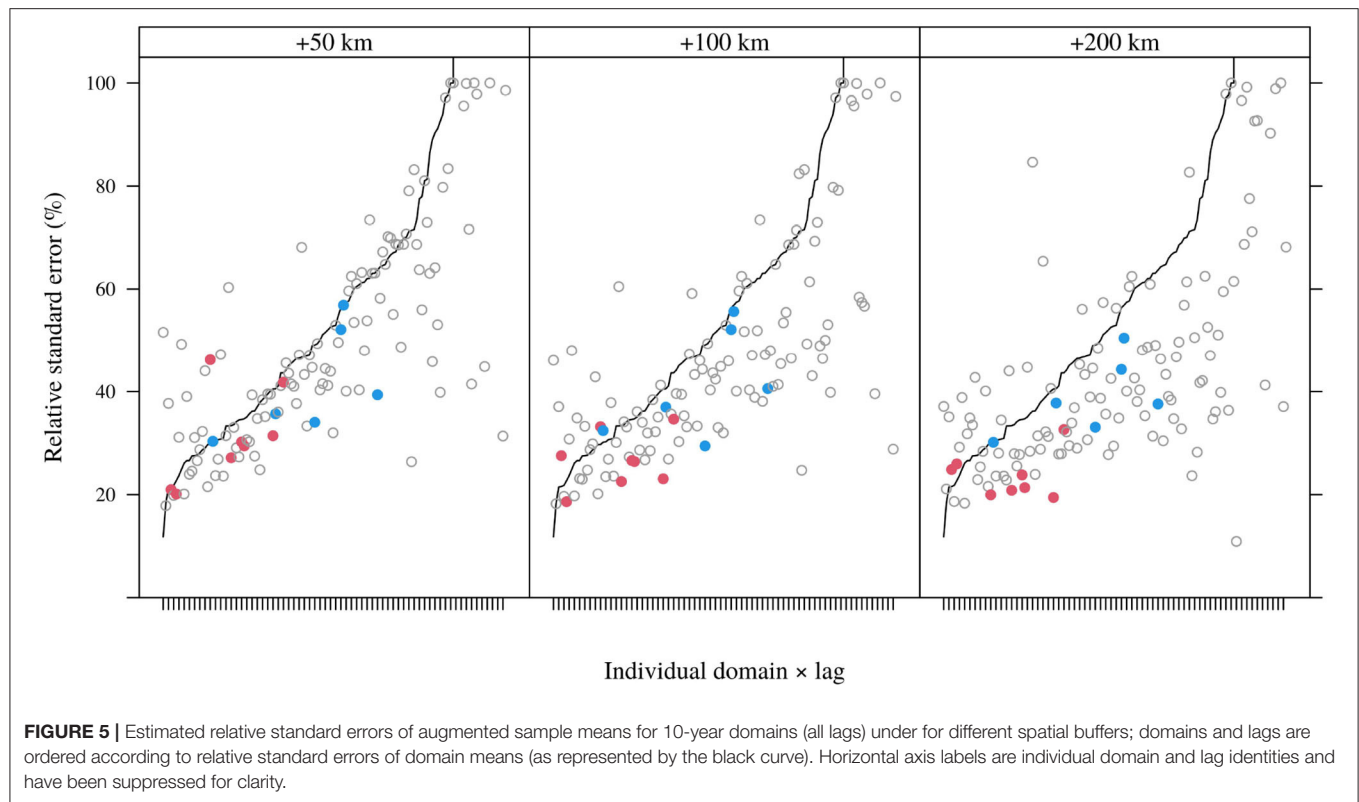 +50 km +100 km +200 km
100
80
60
40
20
Relative standard error (%)
Individual domain × lag
FIGURE 5 | Estimated relative standard errors of augmented sample means for 10-year domains (all lags) under for different spatial buffers; domains and lags are
ordered according to relative standard errors of domain means (as represented by the black curve). Horizontal axis labels are individual domain and lag identities and
have been suppressed for clarity.